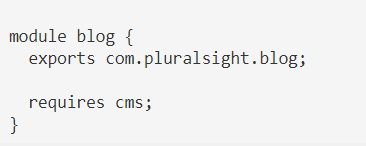 module blog {
  exports com.pluralsight.blog;

  requires cms;
}